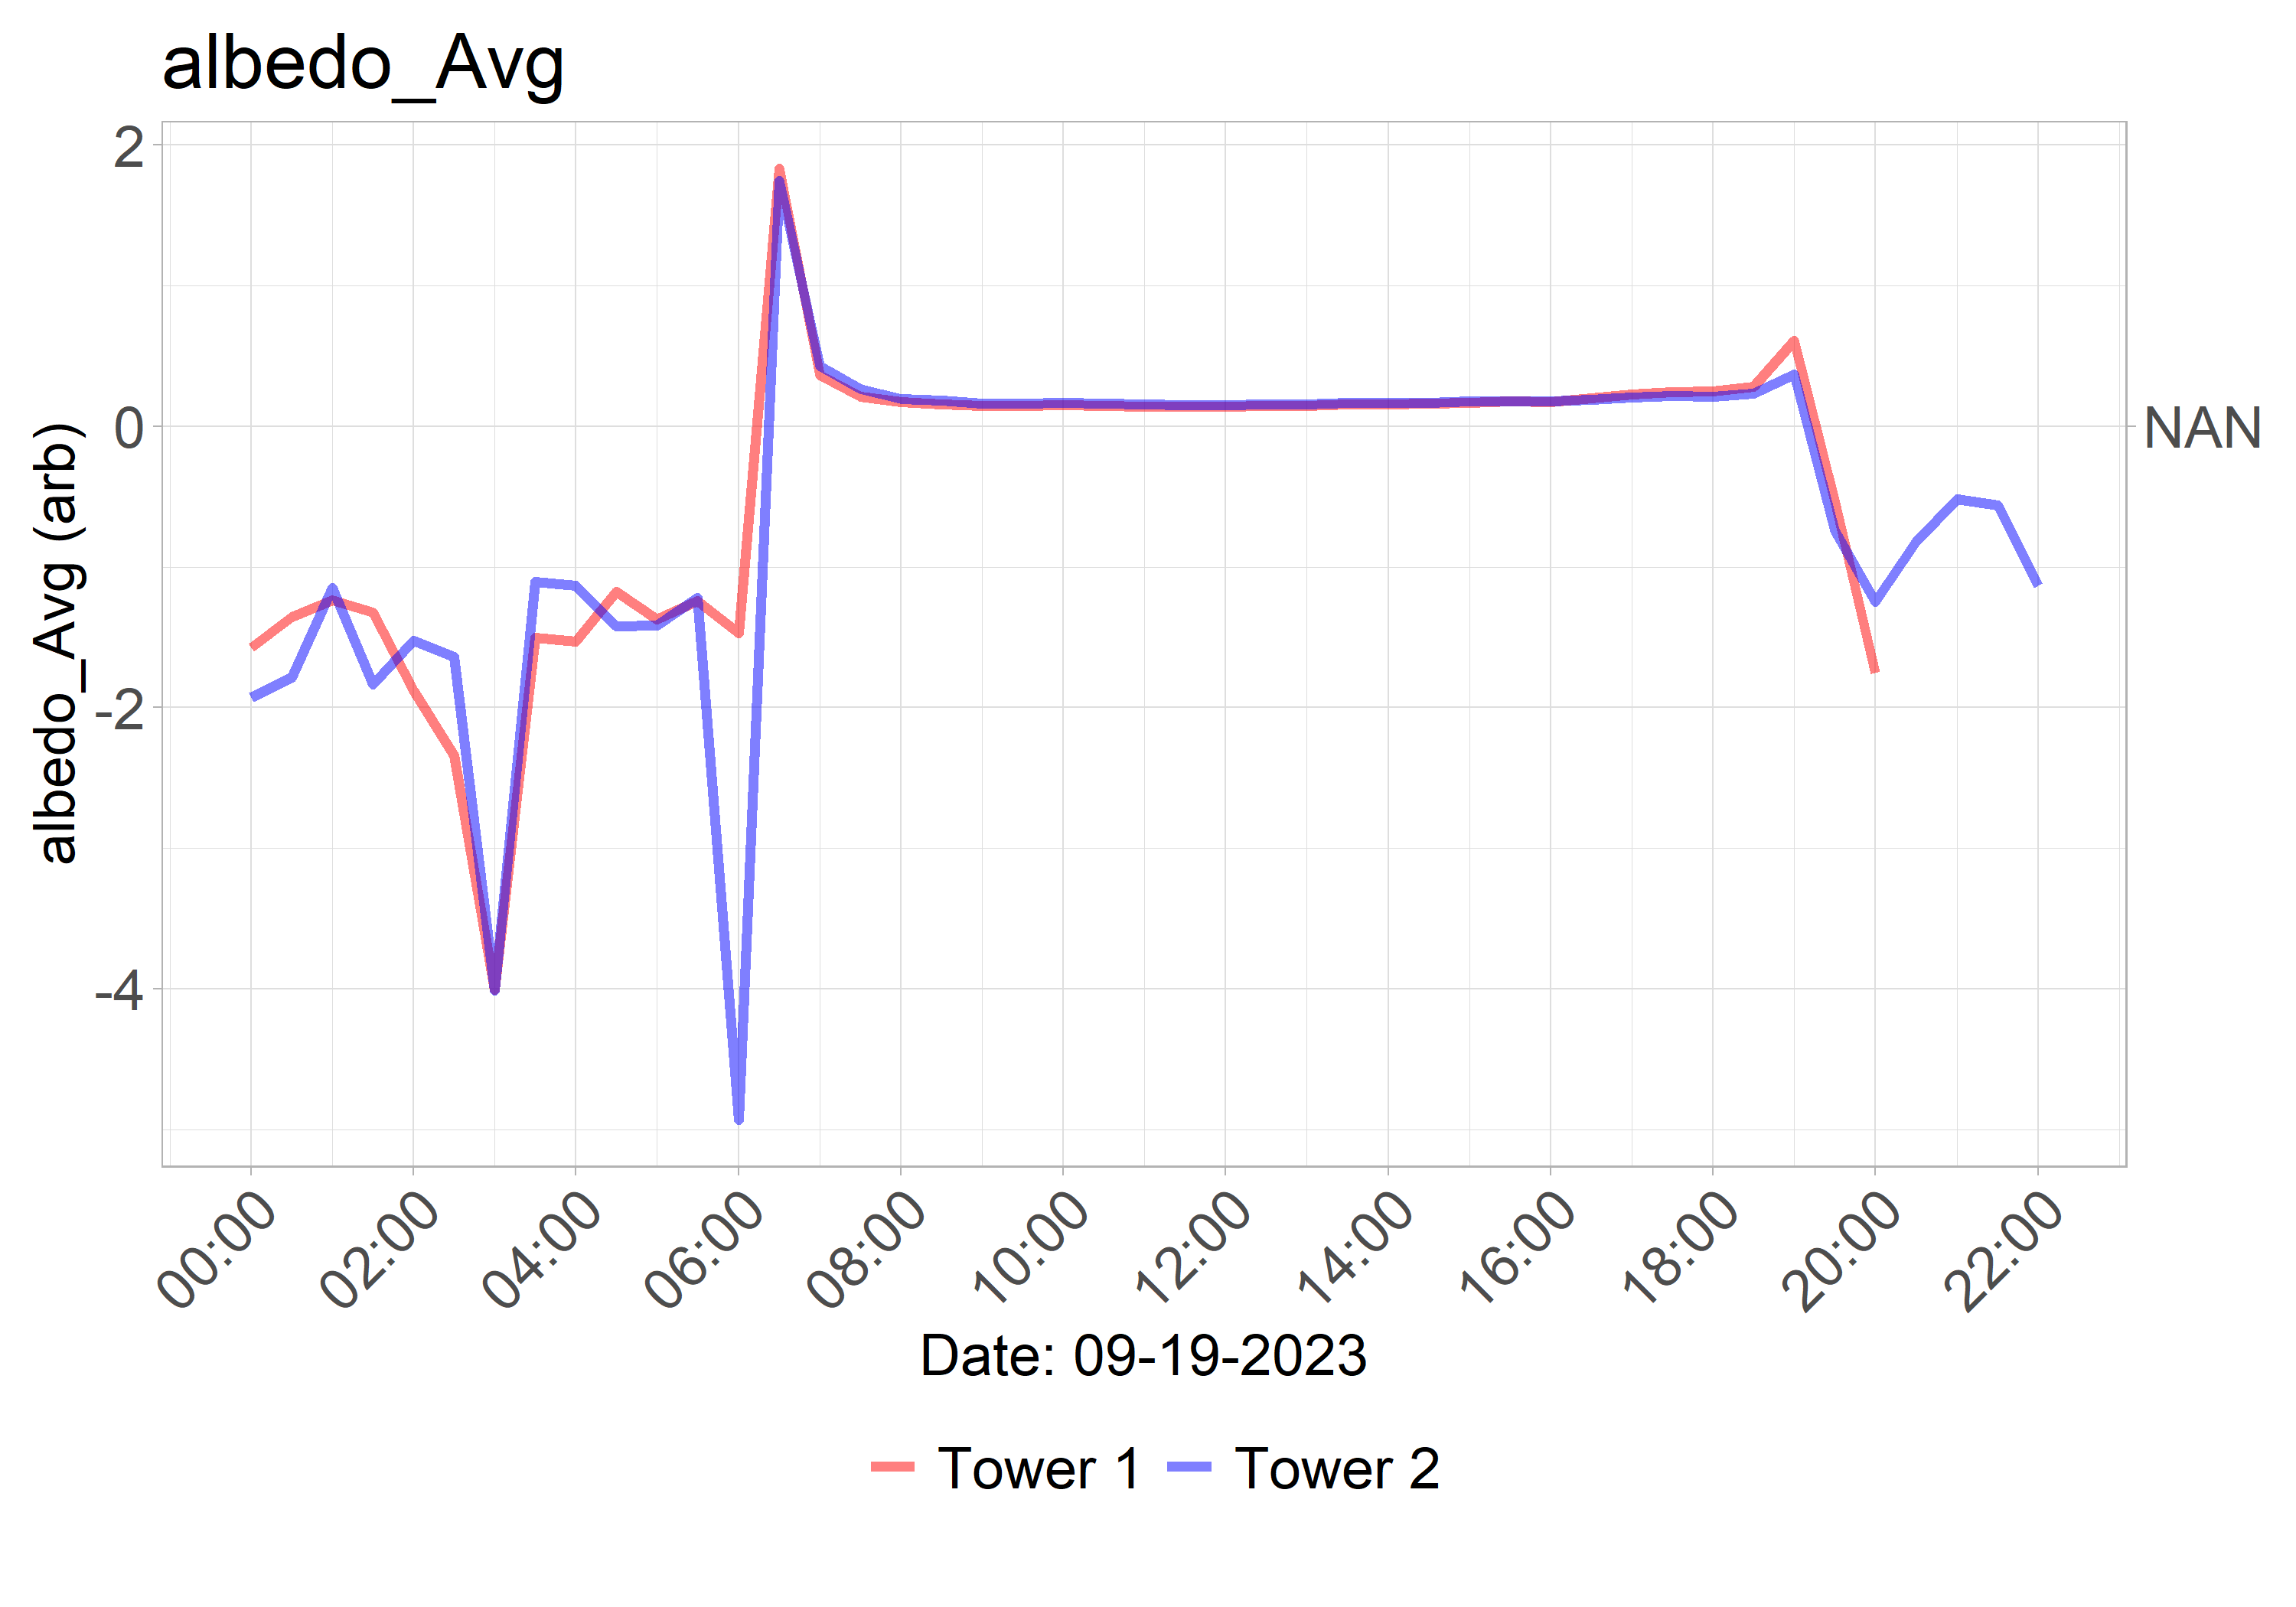 albedo_Avg
albedo_Avg (arb)
2
0
-2
-4
NAN
00:00 02:00 04:00 06:00 08:00 10:00 12:00 14:00 16:00 18:00 20:00 22:00
Date: 09-19-2023
Tower 1 Tower 2